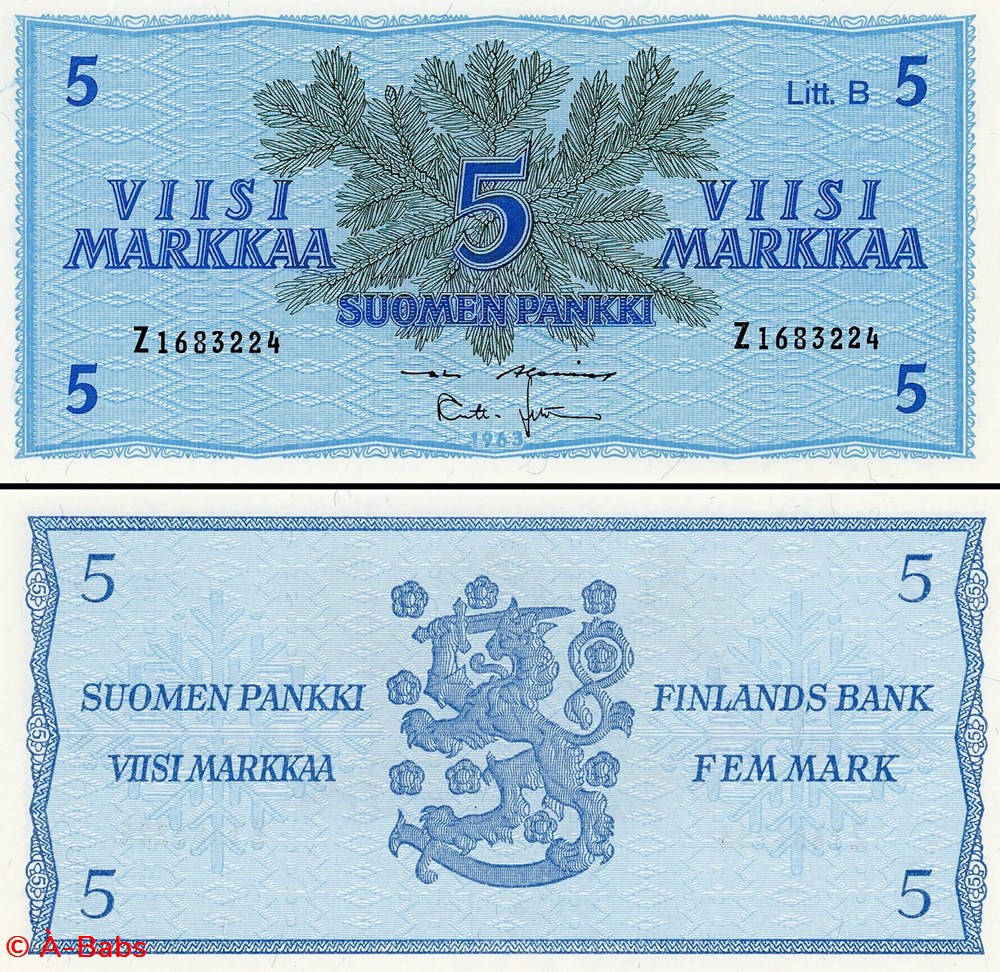 5 Litt. B 5
VIISI 5 VIISI
MARKKAA MARKKAA
SUOMEN PANKKI
Z1683224 Z1683224
5 5
1963
5 5
SUOMEN PANKKI FINLANDS BANK
VIISI MARKKAA FEM MARK
5 5
© À-Babs